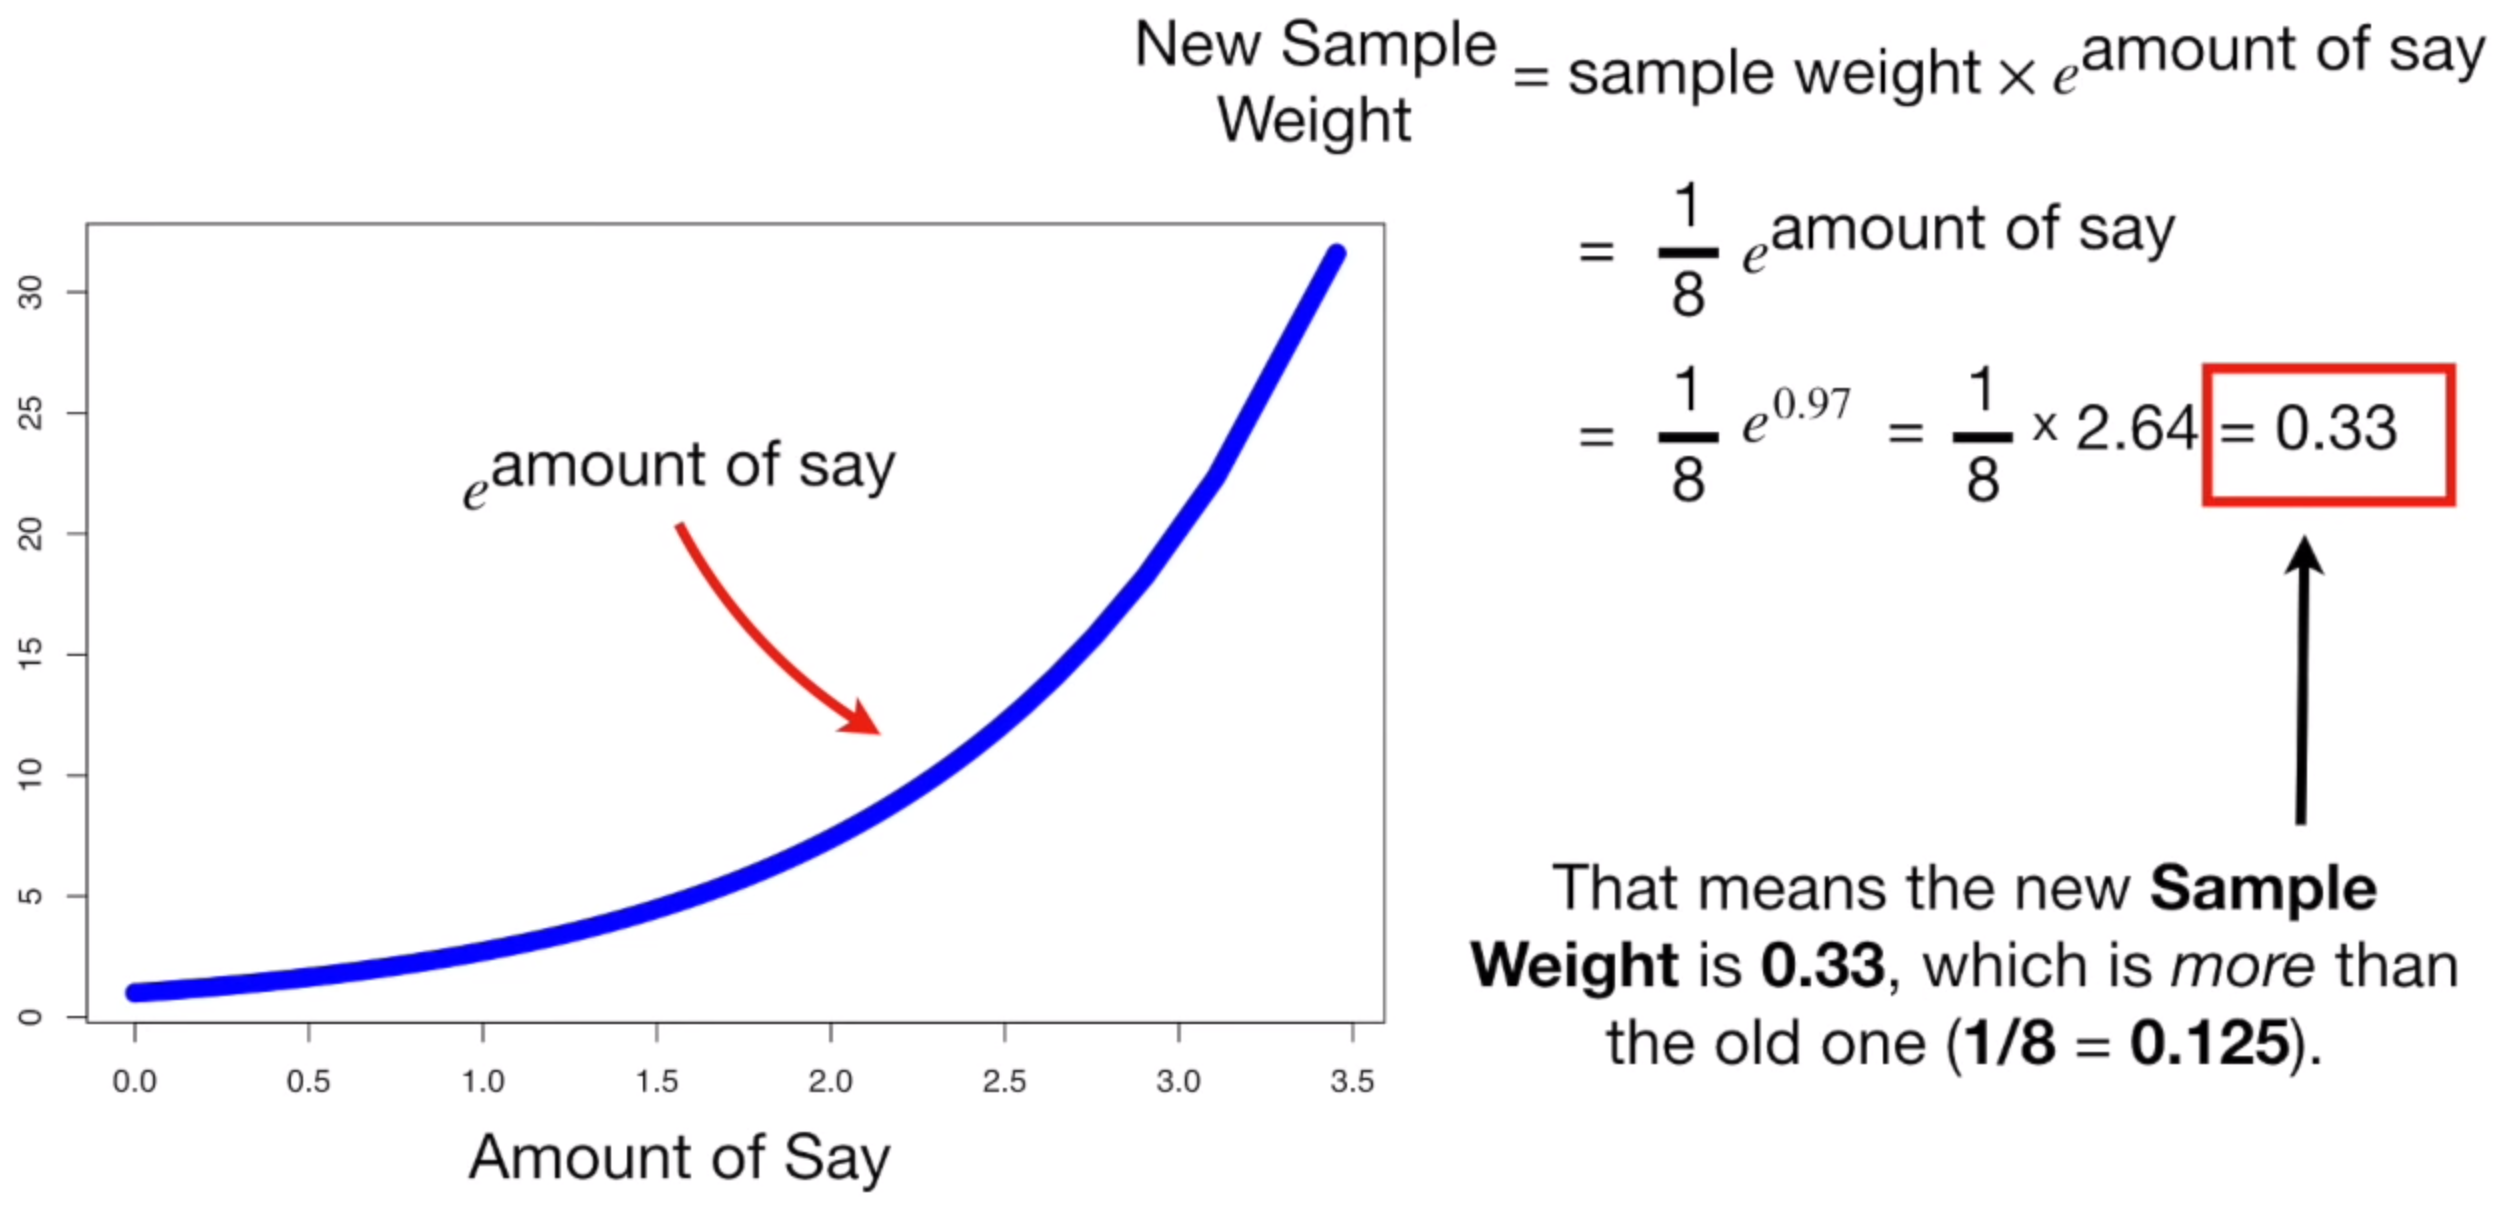 New Sample
Weight
= sample weight × e^amount of say
= 1/8 e^amount of say
= 1/8 e^0.97 = 1/8 x 2.64 = 0.33
e^amount of say
30
25
20
15
10
5
0
0.0 0.5 1.0 1.5 2.0 2.5 3.0 3.5
Amount of Say
That means the new Sample
Weight is 0.33, which is more than
the old one (1/8 = 0.125).